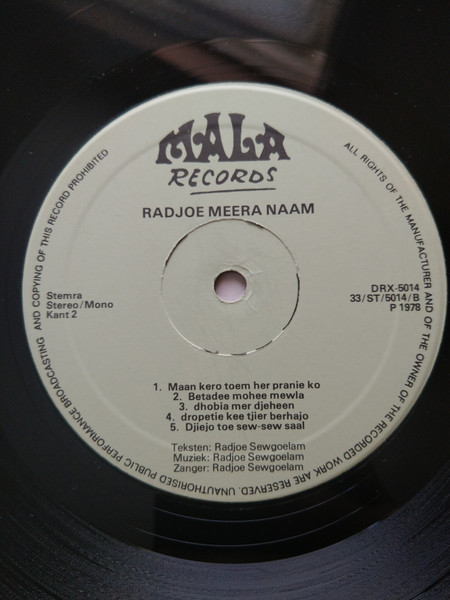 MALA
RECORDS
RADJOE MEERA NAAM
Stemra
Stereo/Mono
Kant 2
DRX-5014
33/ST/5014/B
P 1978
1. Maan kero toem her pranie ko
2. Betadee mohee mewla
3. dhobia mer djeheen
4. dropetie kee tjier berhajo
5. Djiejo toe sew-sew saal
Teksten: Radjoe Sewgoelam
Muziek: Radjoe Sewgoelam
Zanger: Radjoe Sewgoelam
ALL RIGHTS OF THE MANUFACTURER AND OF THE OWNER OF THE RECORDED WORK ARE RESERVED. UNAUTHORISED PUBLIC PERFORMANCE BROADCASTING AND COPYING OF THIS RECORD PROHIBITED